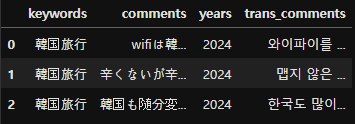 keywords comments years trans_comments
0 韓国旅行 wifiは韓... 2024 와이파이를 ...
1 韓国旅行 辛くないが辛... 2024 맵지 않은 ...
2 韓国旅行 韓国も随分変... 2024 한국도 많이...